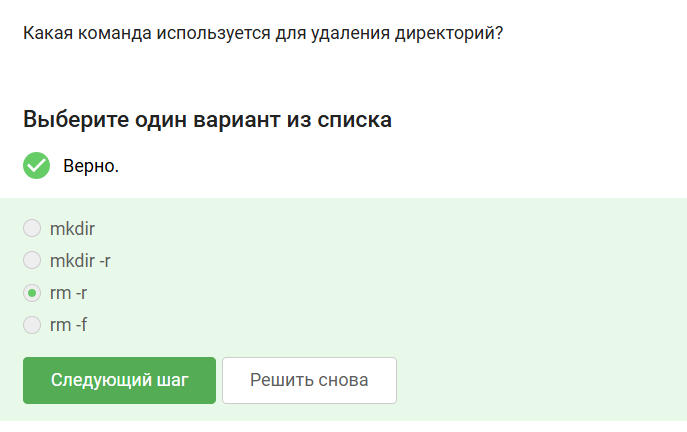 Какая команда используется для удаления директорий?
Выберите один вариант из списка
Верно.
mkdir
mkdir -r
rm -r
rm -f
Следующий шаг
Решить снова